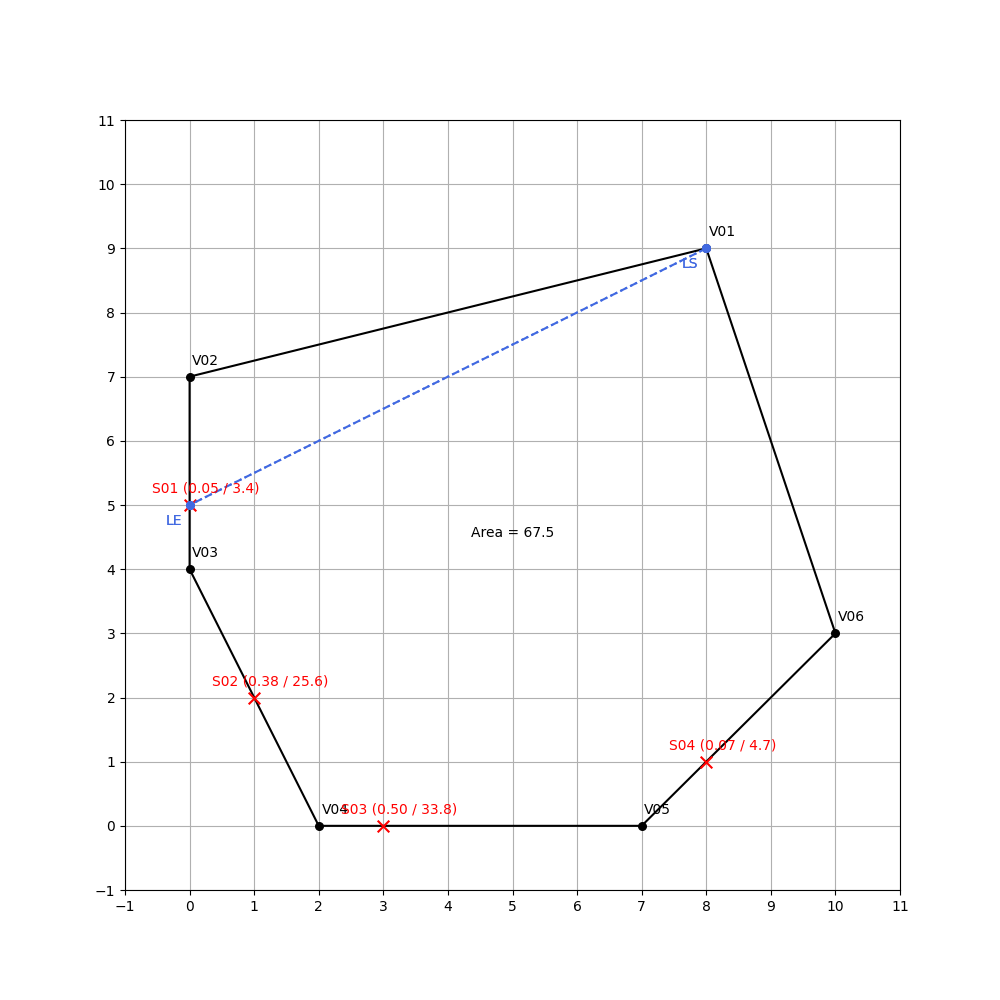 11
10
9
8
7
6
5
4
3
2
1
0
−1
−1 0 1 2 3 4 5 6 7 8 9 10 11
V01
LS
V02
S01 (0.05 / 3.4)
LE
Area = 67.5
V03
V06
S02 (0.38 / 25.6)
S04 (0.07 / 4.7)
V04
S03 (0.50 / 33.8)
V05